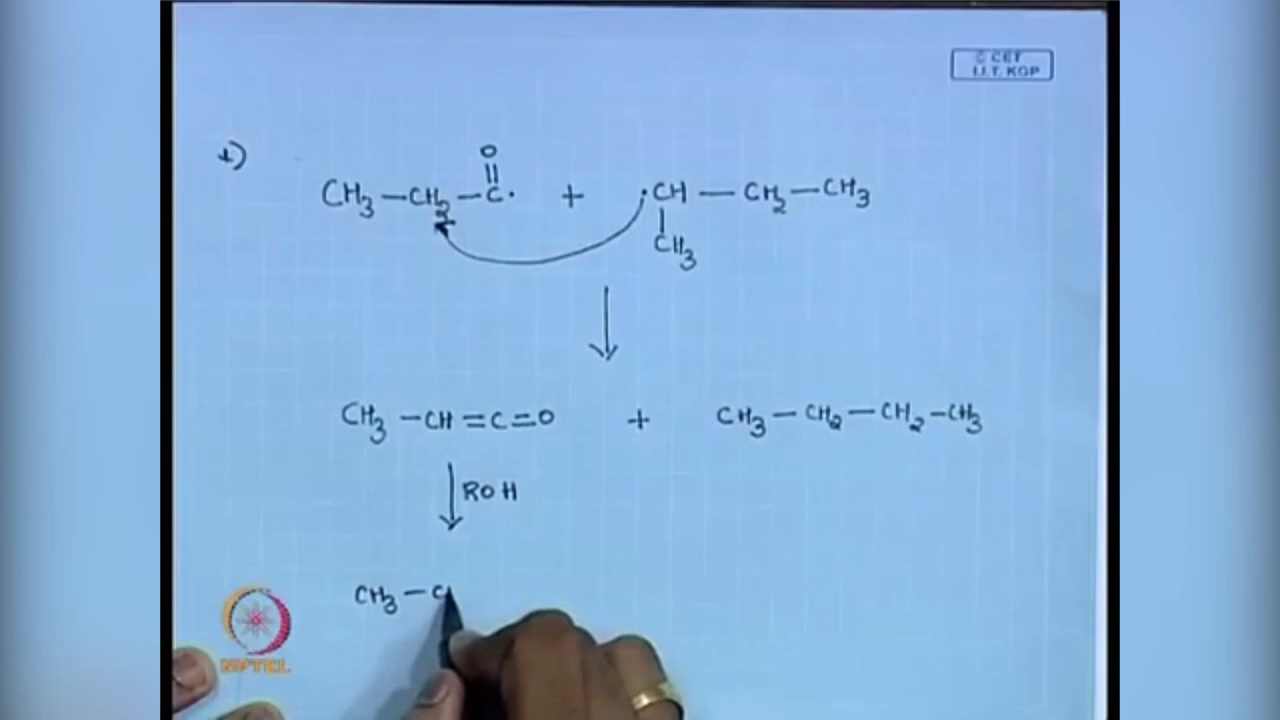 © CET
I.I.T. KGP
1)
O
||
CH3 — CH2 — C· + ·CH — CH2 — CH3
|
CH3
CH3 — CH = C = O + CH3 — CH2 — CH2 — CH3
ROH
CH3 — C
NPTEL